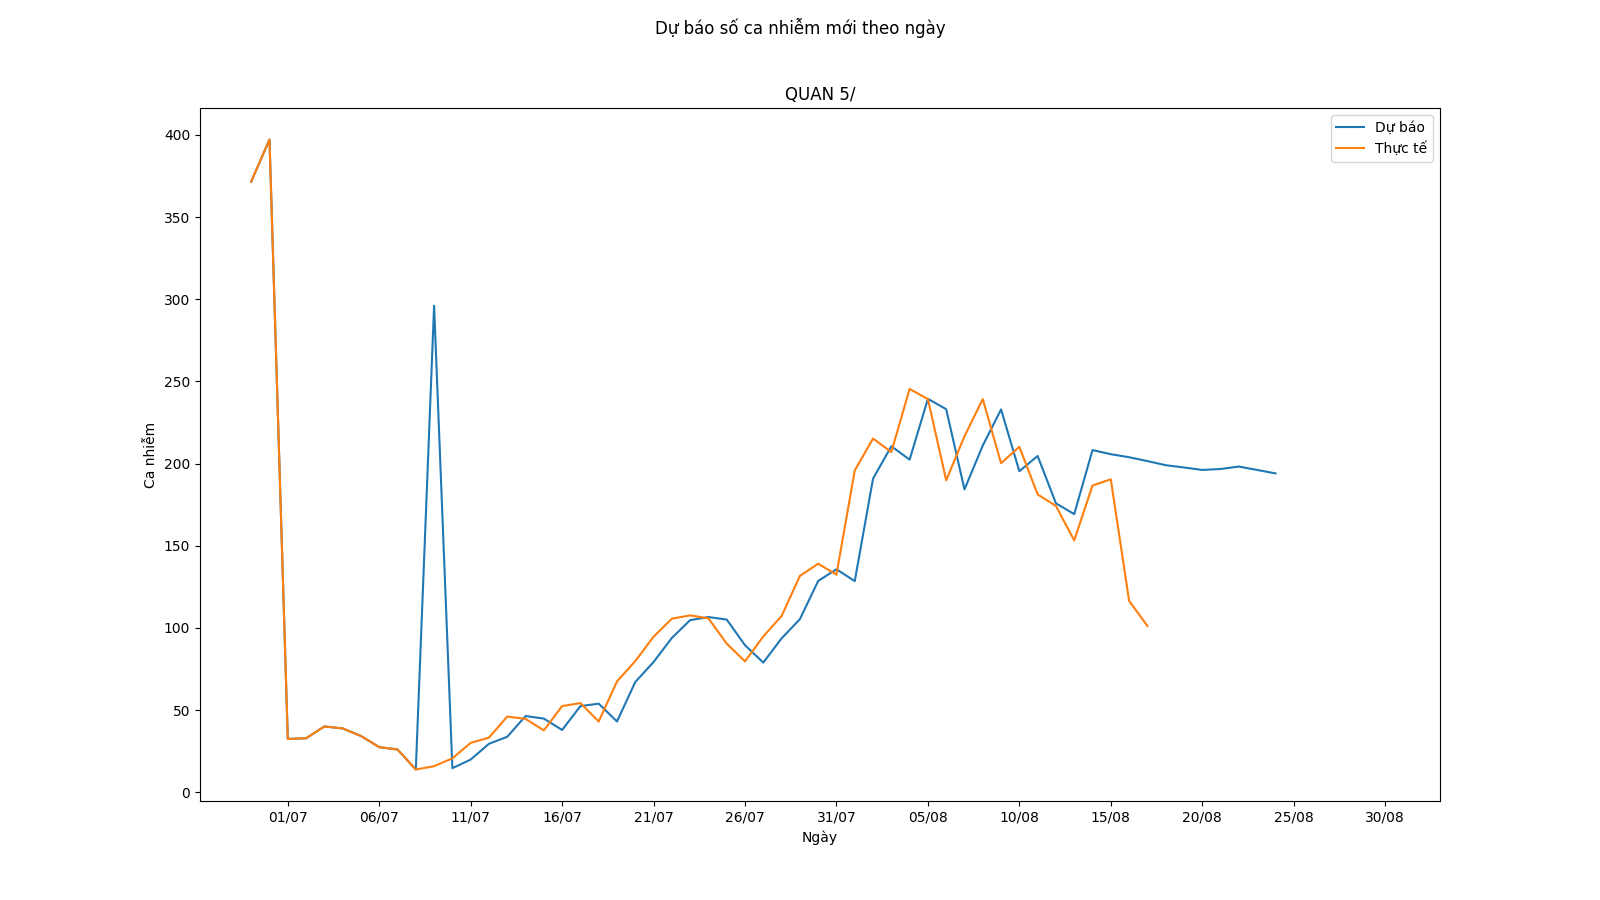 Dự báo số ca nhiễm mới theo ngày
QUAN 5/
Dự báo
Thực tế
400
350
300
250
200
150
100
50
0
Ca nhiễm
01/07 06/07 11/07 16/07 21/07 26/07 31/07 05/08 10/08 15/08 20/08 25/08 30/08
Ngày